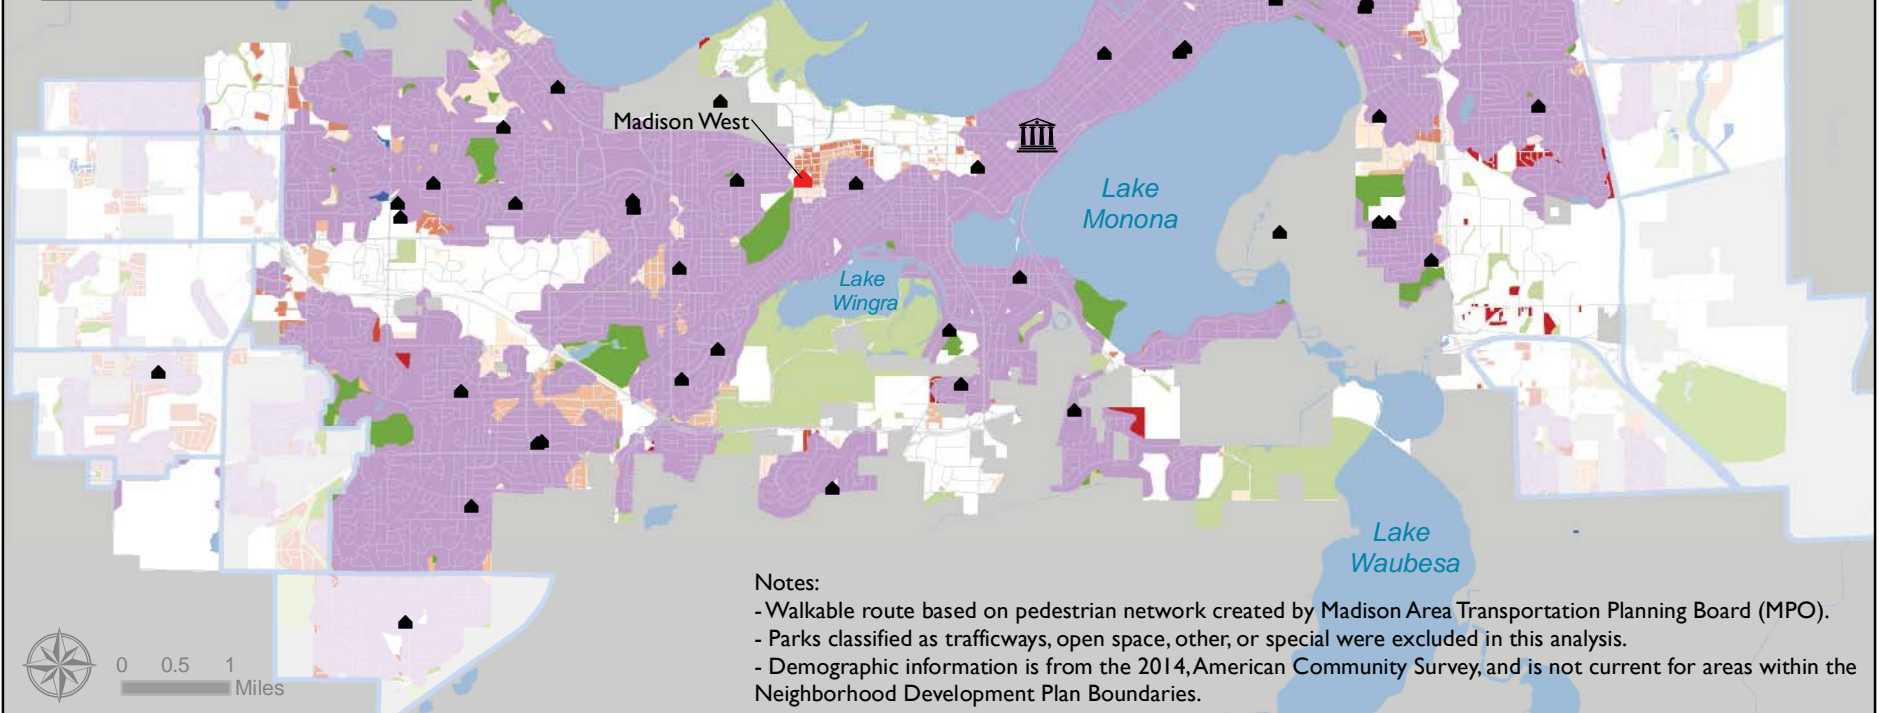 Madison West
Lake
Monona
Lake
Wingra
Lake
Waubesa
Notes:
- Walkable route based on pedestrian network created by Madison Area Transportation Planning Board (MPO).
- Parks classified as trafficways, open space, other, or special were excluded in this analysis.
- Demographic information is from the 2014, American Community Survey, and is not current for areas within the
Neighborhood Development Plan Boundaries.
0 0.5 1
Miles